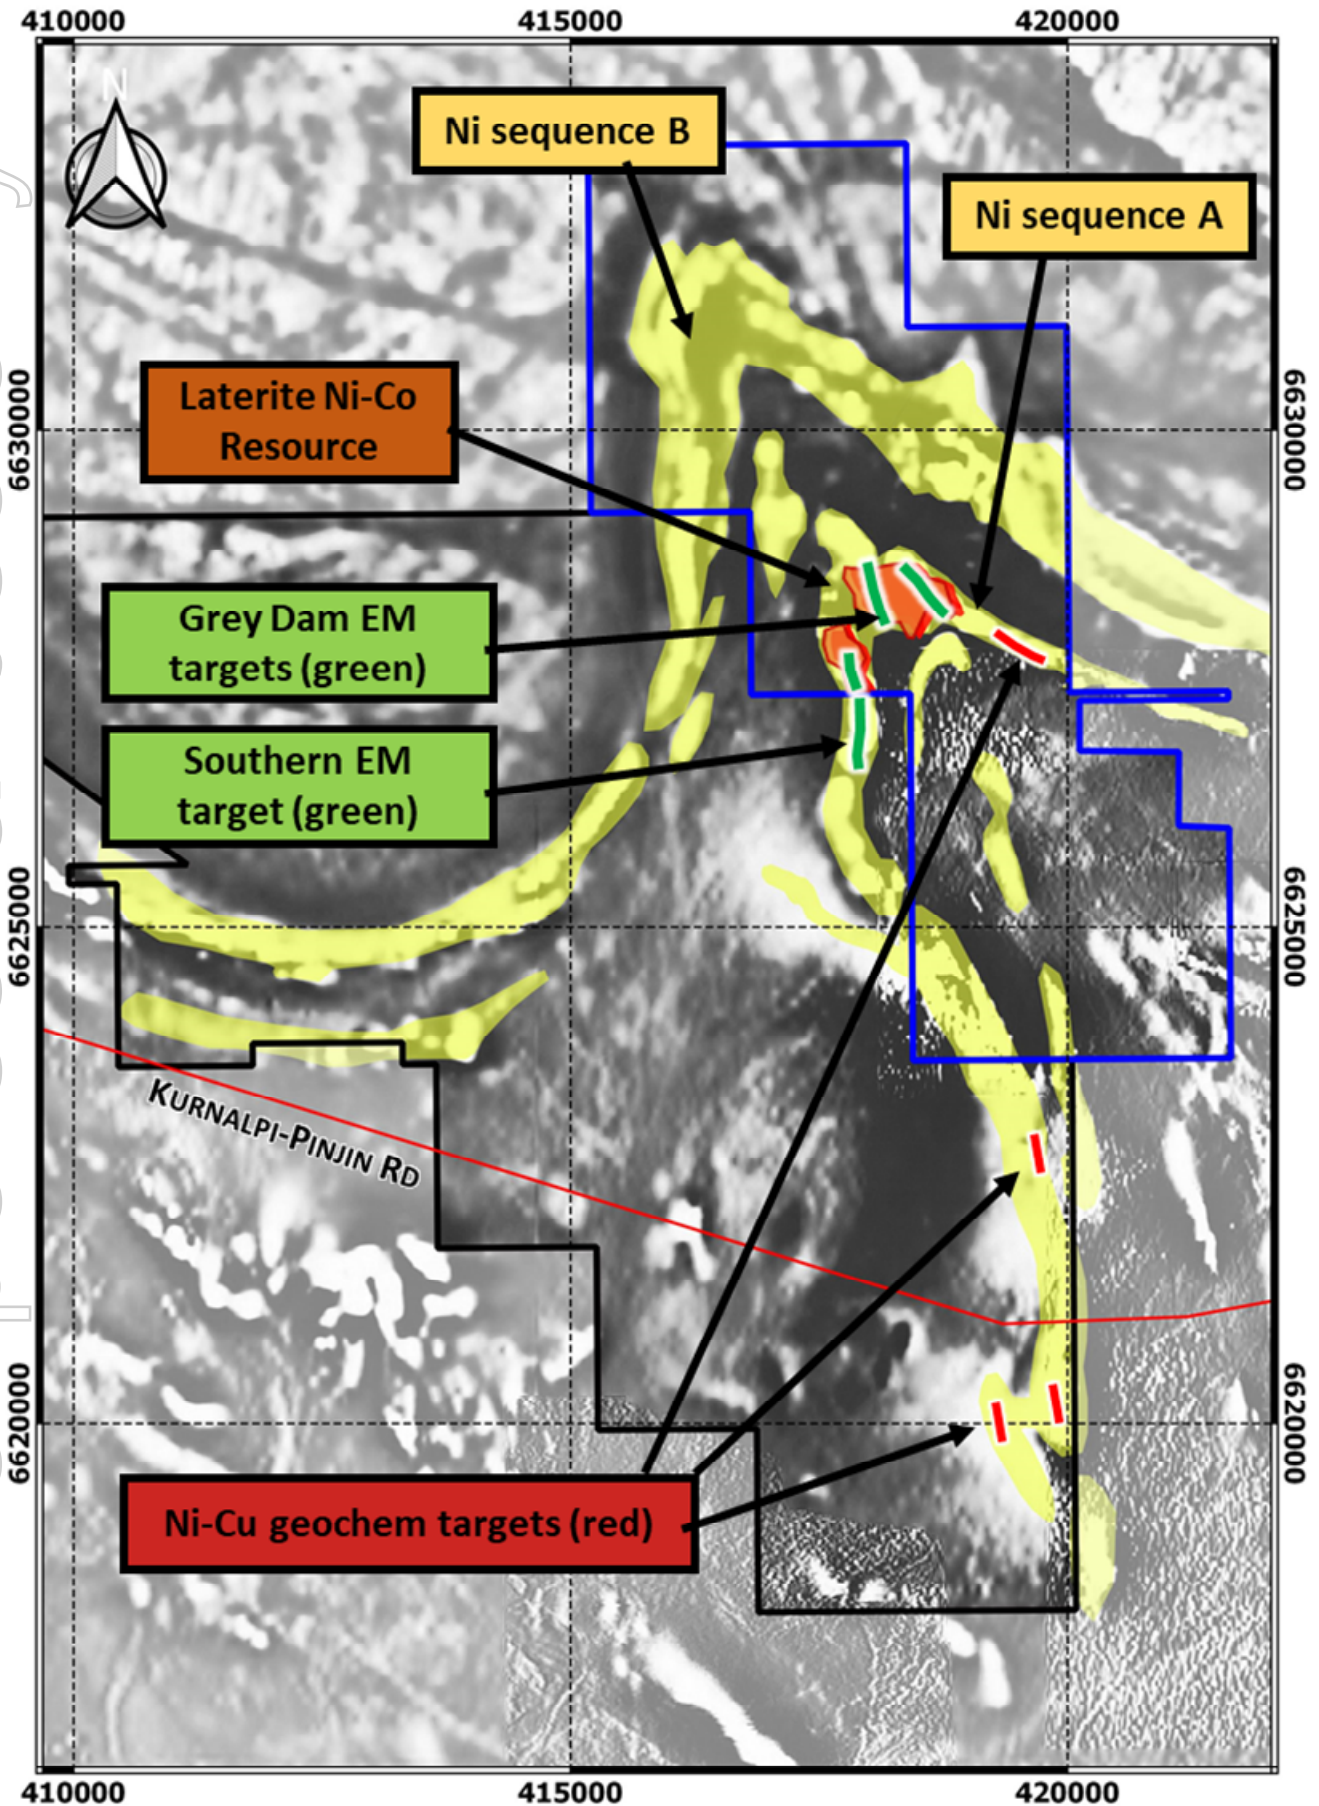 410000 415000 420000
N
Ni sequence B
Ni sequence A
6630000
6630000
Laterite Ni-Co
Resource
Grey Dam EM
targets (green)
Southern EM
target (green)
6625000
6625000
KURNALPI-PINJIN RD
6620000
6620000
Ni-Cu geochem targets (red)
410000 415000 420000